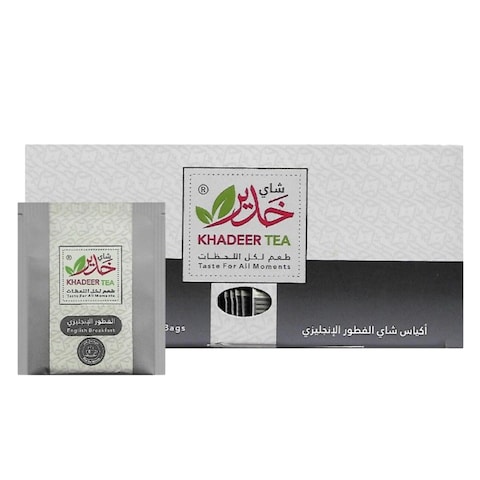 شاي
خدير
®
KHADEER TEA
طعم لكل اللحظات
Taste For All Moments
Bags
أكياس شاي الفطور الإنجليزي
شاي
خدير
®
KHADEER TEA
طعم لكل اللحظات
Taste For All Moments
الفطور الإنجليزي
English Breakfast